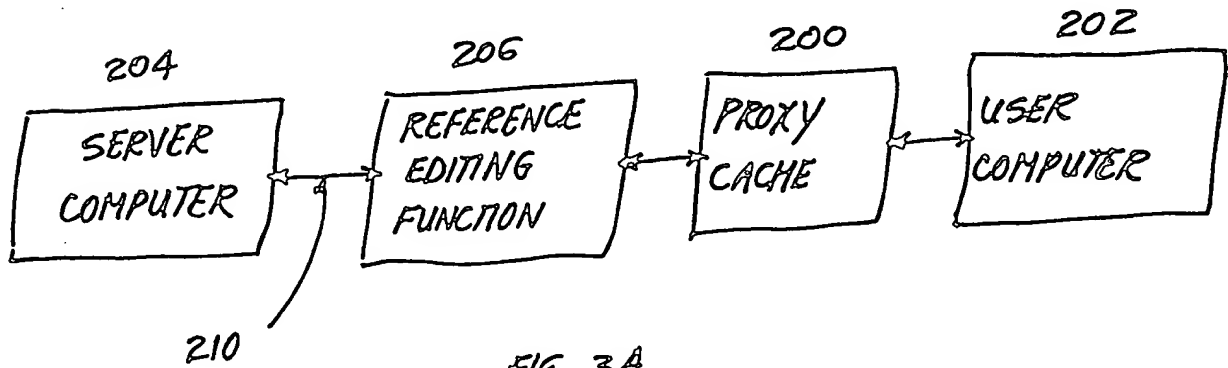 204
206
200
202
SERVER
COMPUTER
REFERENCE
EDITING
FUNCTION
PROXY
CACHE
USER
COMPUTER
210
FIG. 3A